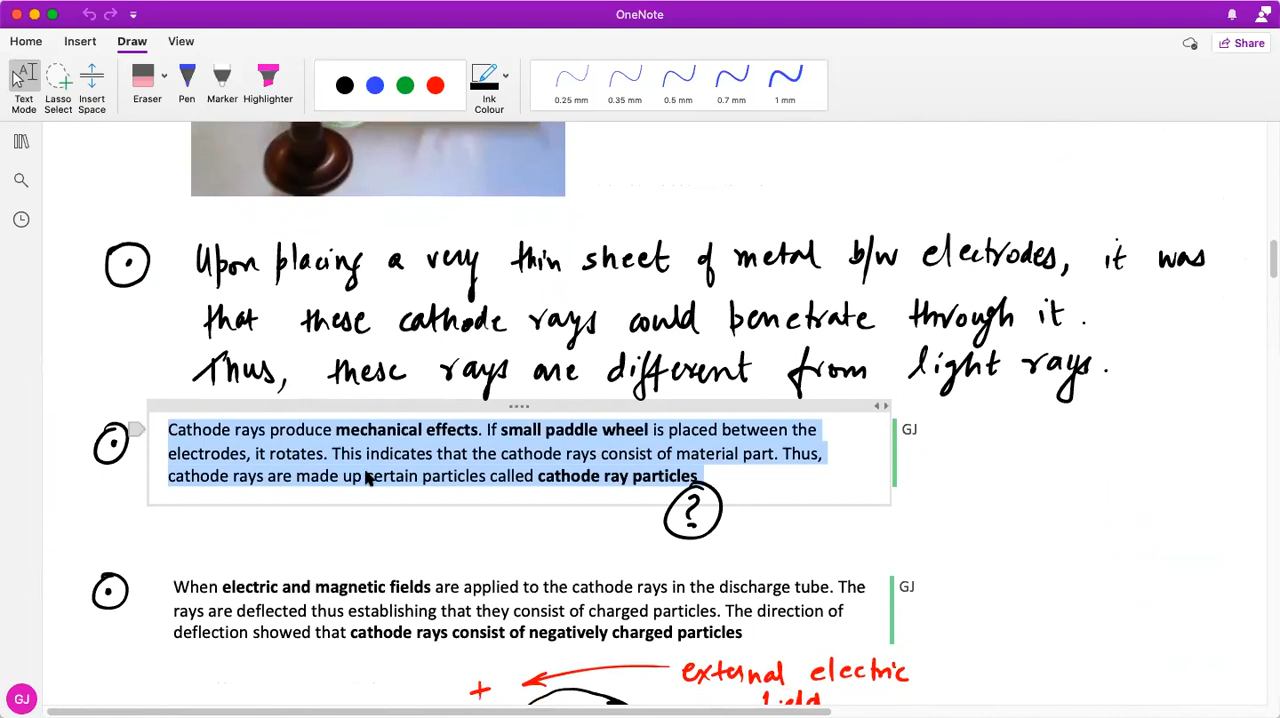 OneNote
Home Insert Draw View
Share
Text Mode
Lasso Select
Insert Space
Eraser
Pen
Marker
Highlighter
Ink Colour
0.25 mm
0.35 mm
0.5 mm
0.7 mm
1 mm
Upon placing a very thin sheet of metal b/w electrodes, it was
that these cathode rays could penetrate through it.
Thus, these rays are different from light rays.
Cathode rays produce mechanical effects. If small paddle wheel is placed between the
electrodes, it rotates. This indicates that the cathode rays consist of material part. Thus,
cathode rays are made up certain particles called cathode ray particles
GJ
?
When electric and magnetic fields are applied to the cathode rays in the discharge tube. The
rays are deflected thus establishing that they consist of charged particles. The direction of
deflection showed that cathode rays consist of negatively charged particles
GJ
+ external electric
GJ